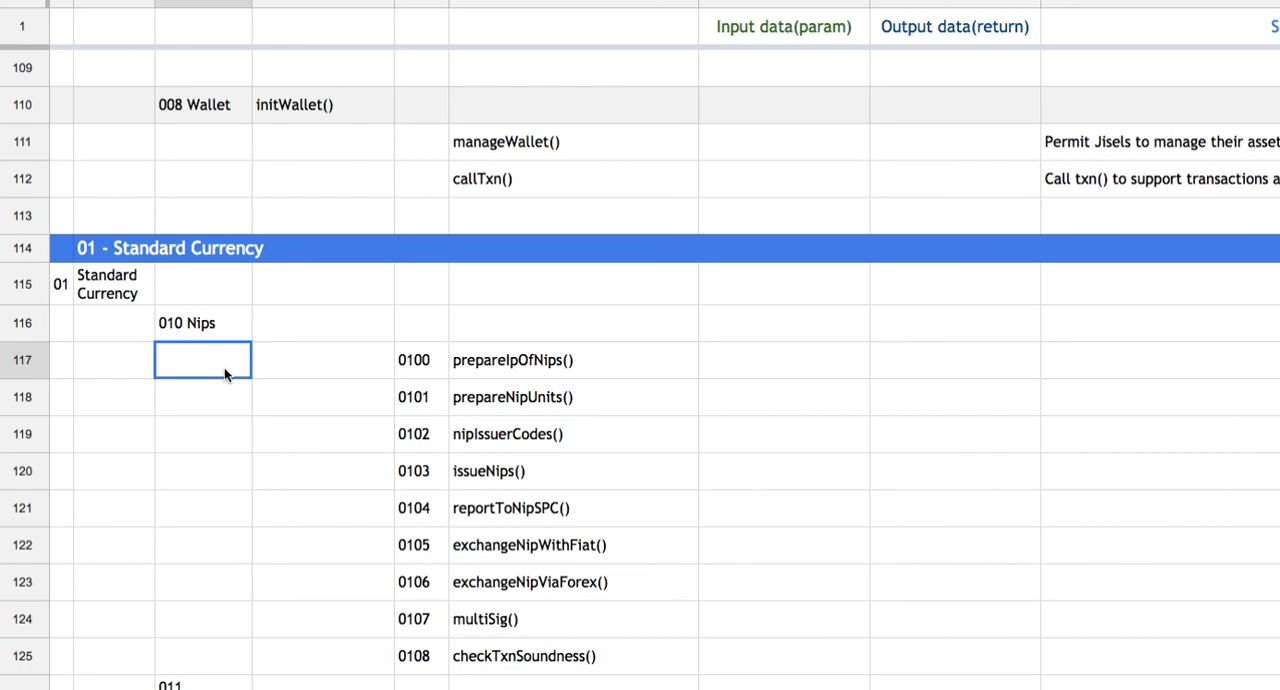 1 Input data(param) Output data(return) S
109
110 008 Wallet initWallet()
111 manageWallet() Permit Jisels to manage their asset
112 callTxn() Call txn() to support transactions a
113
114 01 - Standard Currency
115 01 Standard
Currency
116 010 Nips
117 0100 prepareIpOfNips()
118 0101 prepareNipUnits()
119 0102 nipIssuerCodes()
120 0103 issueNips()
121 0104 reportToNipSPC()
122 0105 exchangeNipWithFiat()
123 0106 exchangeNipViaForex()
124 0107 multiSig()
125 0108 checkTxnSoundness()
011